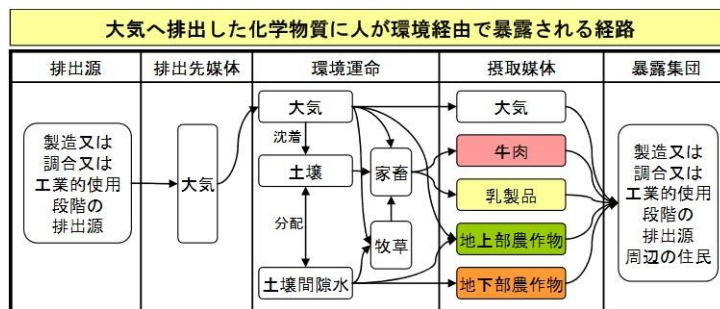 大気へ排出した化学物質に人が環境経由で暴露される経路
排出源
排出先媒体
環境運命
摂取媒体
暴露集団
製造又は
調合又は
工業的使用
段階の
排出源
大気
大気
沈着
土壌
分配
土壌間隙水
家畜
牧草
大気
牛肉
乳製品
地上部農作物
地下部農作物
製造又は
調合又は
工業的使用
段階の
排出源
周辺の住民